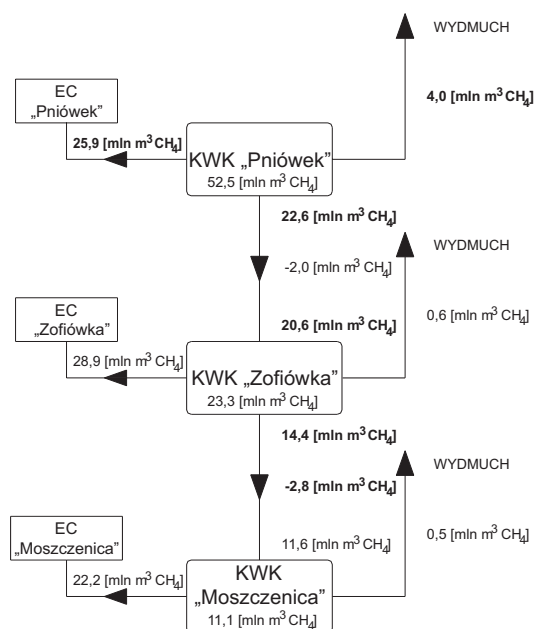 WYDMUCH
4,0 [mln m³ CH₄]
EC
„Pniówek”
25,9 [mln m³ CH₄]
KWK „Pniówek”
52,5 [mln m³ CH₄]
22,6 [mln m³ CH₄]
WYDMUCH
-2,0 [mln m³ CH₄]
0,6 [mln m³ CH₄]
EC
„Zofiówka”
20,6 [mln m³ CH₄]
28,9 [mln m³ CH₄]
KWK „Zofiówka”
23,3 [mln m³ CH₄]
14,4 [mln m³ CH₄]
WYDMUCH
-2,8 [mln m³ CH₄]
0,5 [mln m³ CH₄]
EC
„Moszczenica”
11,6 [mln m³ CH₄]
22,2 [mln m³ CH₄]
KWK
„Moszczenica”
11,1 [mln m³ CH₄]